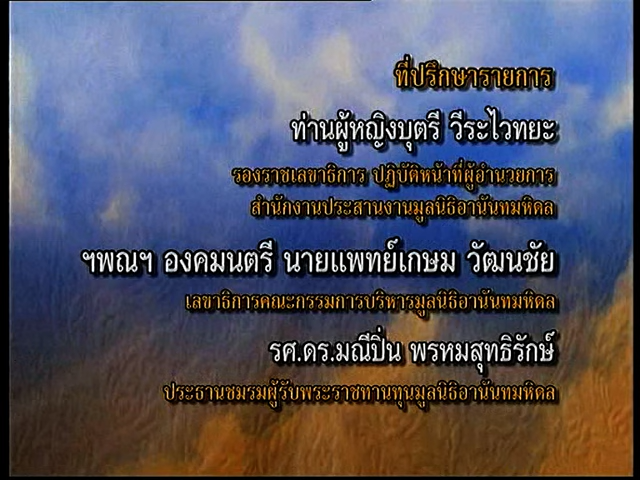 ที่ปรึกษารายการ
ท่านผู้หญิงบุตรี วีระไวทยะ
รองราชเลขาธิการ ปฏิบัติหน้าที่ผู้อำนวยการ
สำนักงานประสานงานมูลนิธิอานันทมหิดล
ฯพณฯ องคมนตรี นายแพทย์เกษม วัฒนชัย
เลขาธิการคณะกรรมการบริหารมูลนิธิอานันทมหิดล
รศ.ดร.มณีปิ่น พรหมสุทธิรักษ์
ประธานชมรมผู้รับพระราชทานทุนมูลนิธิอานันทมหิดล